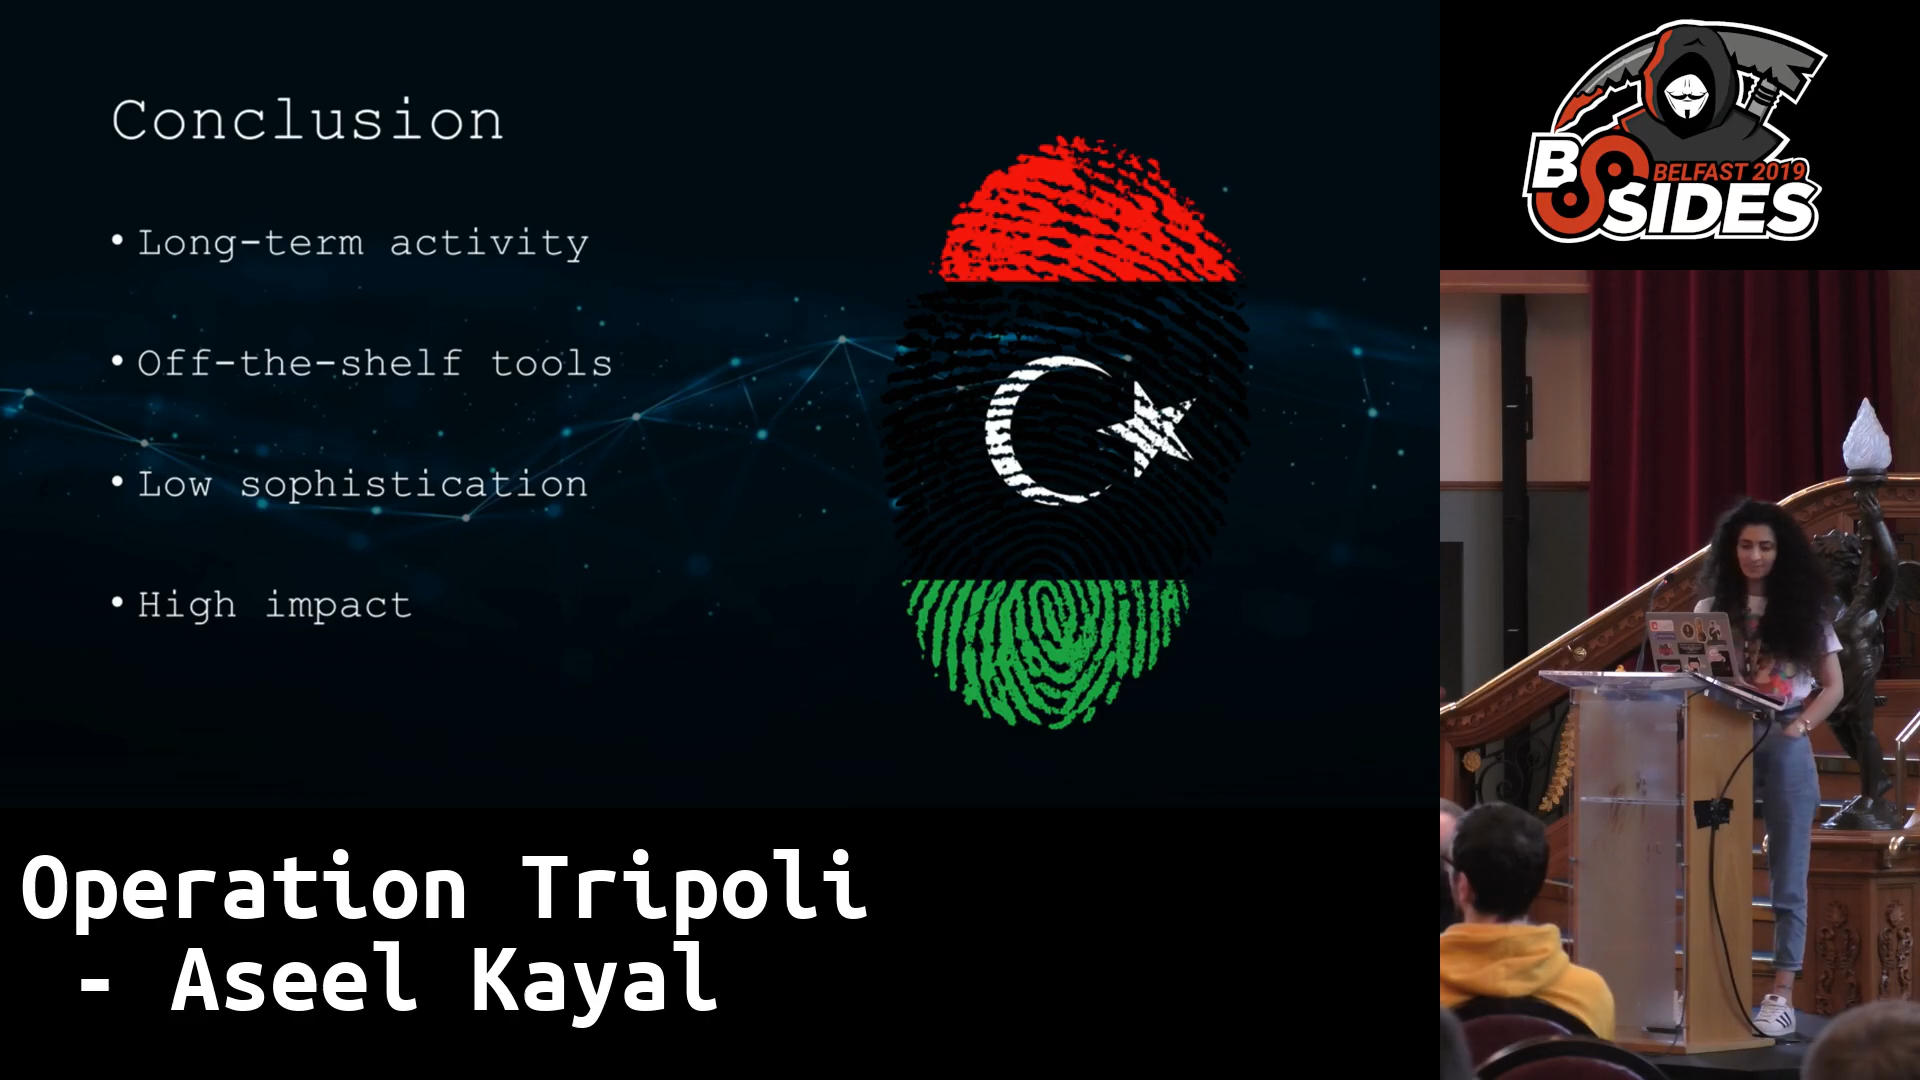 Conclusion
• Long-term activity
• Off-the-shelf tools
• Low sophistication
• High impact
BSIDES
BELFAST 2019
Operation Tripoli
- Aseel Kayal